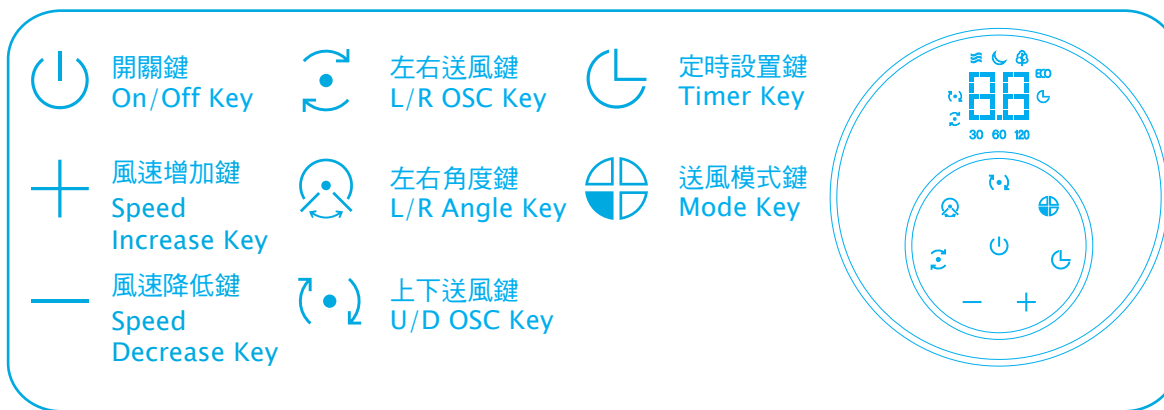 開關鍵
On/Off Key
風速增加鍵
Speed
Increase Key
風速降低鍵
Speed
Decrease Key
左右送風鍵
L/R OSC Key
左右角度鍵
L/R Angle Key
上下送風鍵
U/D OSC Key
定時設置鍵
Timer Key
送風模式鍵
Mode Key
ECO
8.8
30 60 120